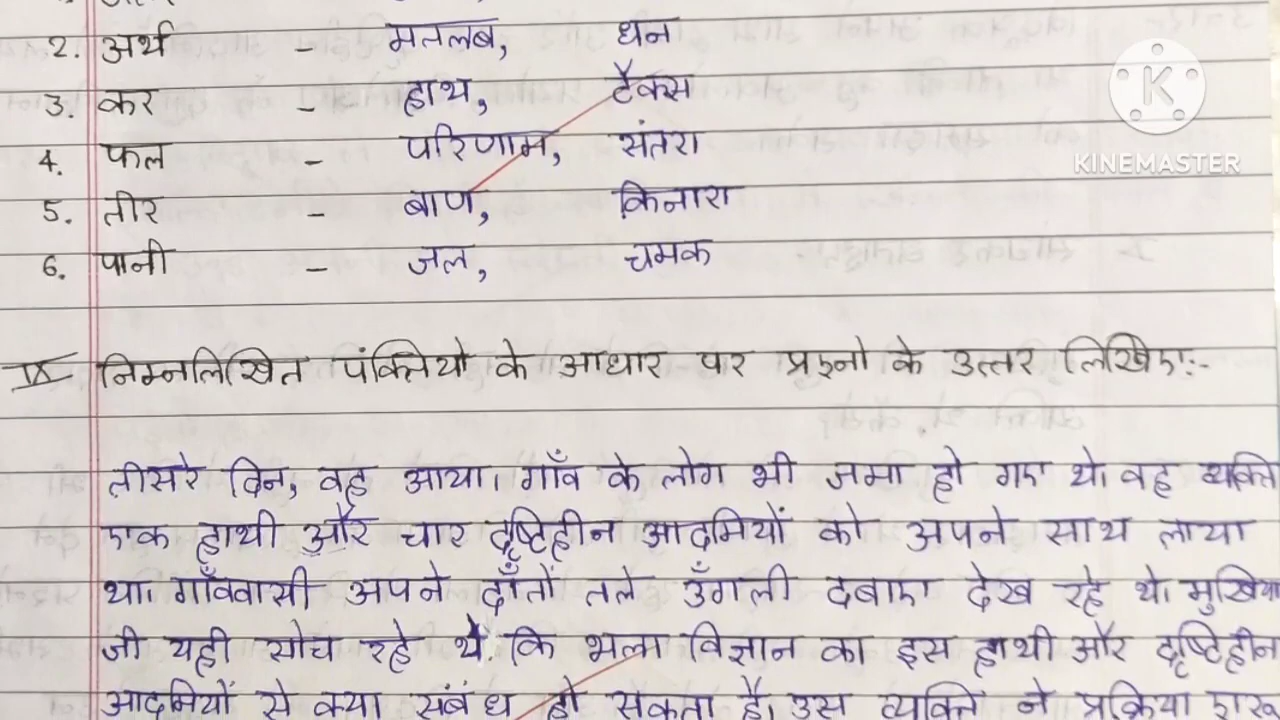 2. अर्थ - मतलब, धन
3. कर - हाथ, टैक्स
4. फल - परिणाम, संतरा
5. तीर - बाण, किनारा
6. पानी - जल, चमक
K
KINEMASTER
IX निम्नलिखित पंक्तियों के आधार पर प्रश्नों के उत्तर लिखिए:-
तीसरे दिन, वह आया। गाँव के लोग भी जमा हो गए थे। वह व्यक्ति
एक हाथी और चार दृष्टिहीन आदमियों को अपने साथ लाया
था। गाँववासी अपने दाँतों तले उँगली दबाए देख रहे थे। मुखिया
जी यही सोच रहे थे. कि भला विज्ञान का इस हाथी और दृष्टिहीन
आदमियों से क्या संबंध हो सकता है। उस व्यक्ति ने प्रक्रिया शुरू